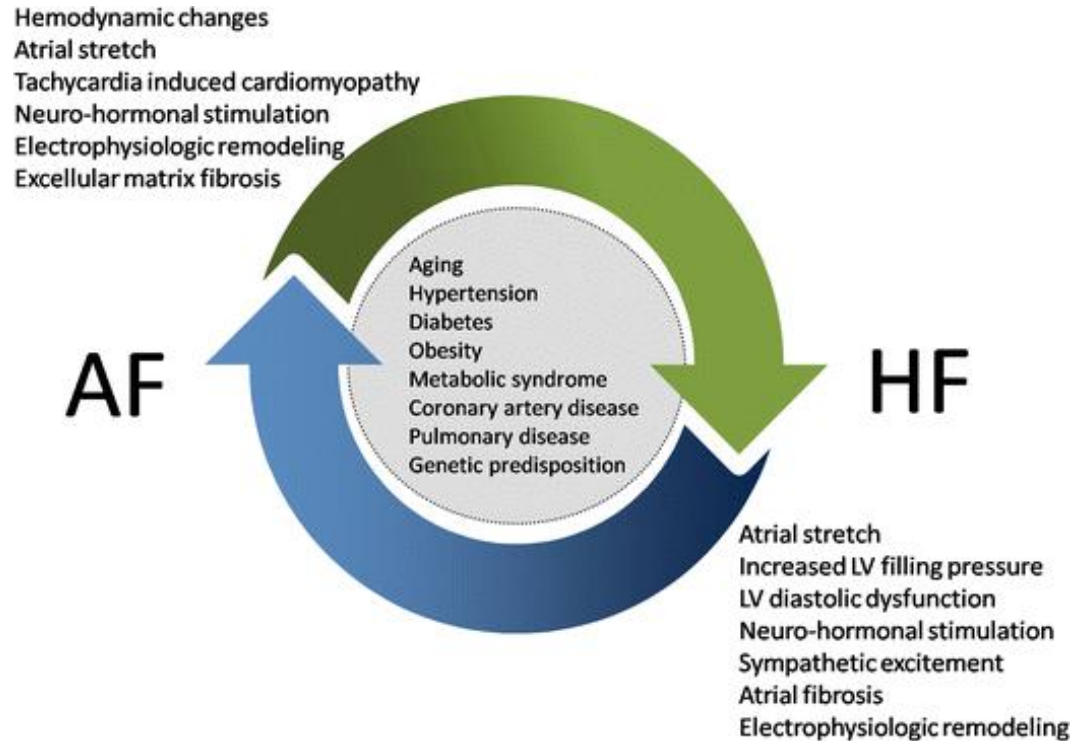 Hemodynamic changes
Atrial stretch
Tachycardia induced cardiomyopathy
Neuro-hormonal stimulation
Electrophysiologic remodeling
Excellular matrix fibrosis
Aging
Hypertension
Diabetes
Obesity
Metabolic syndrome
Coronary artery disease
Pulmonary disease
Genetic predisposition
AF
HF
Atrial stretch
Increased LV filling pressure
LV diastolic dysfunction
Neuro-hormonal stimulation
Sympathetic excitement
Atrial fibrosis
Electrophysiologic remodeling